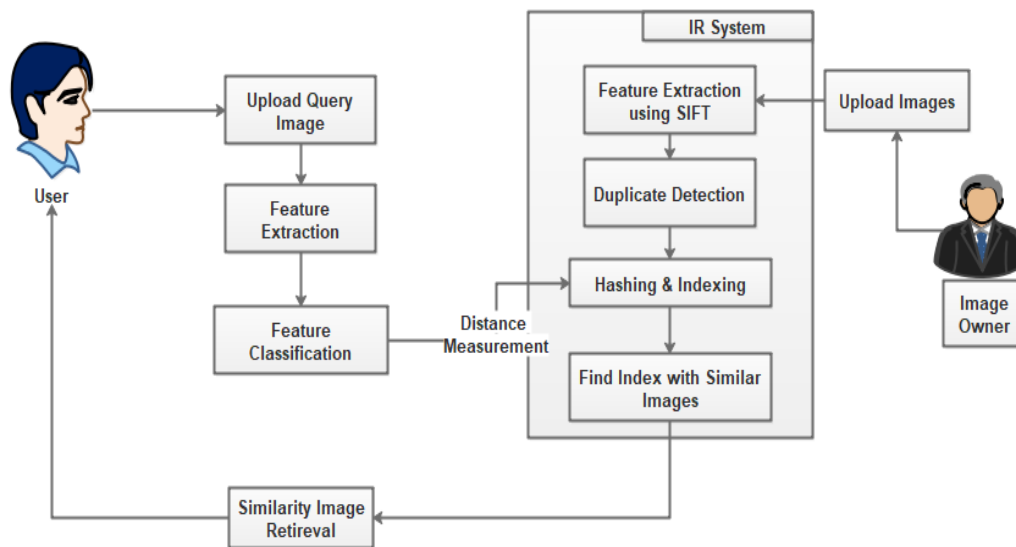 IR System
Upload Query
Image
Feature Extraction
using SIFT
Upload Images
User
Feature
Extraction
Duplicate Detection
Hashing & Indexing
Image
Owner
Feature
Classification
Distance
Measurement
Find Index with Similar
Images
Similarity Image
Retireval